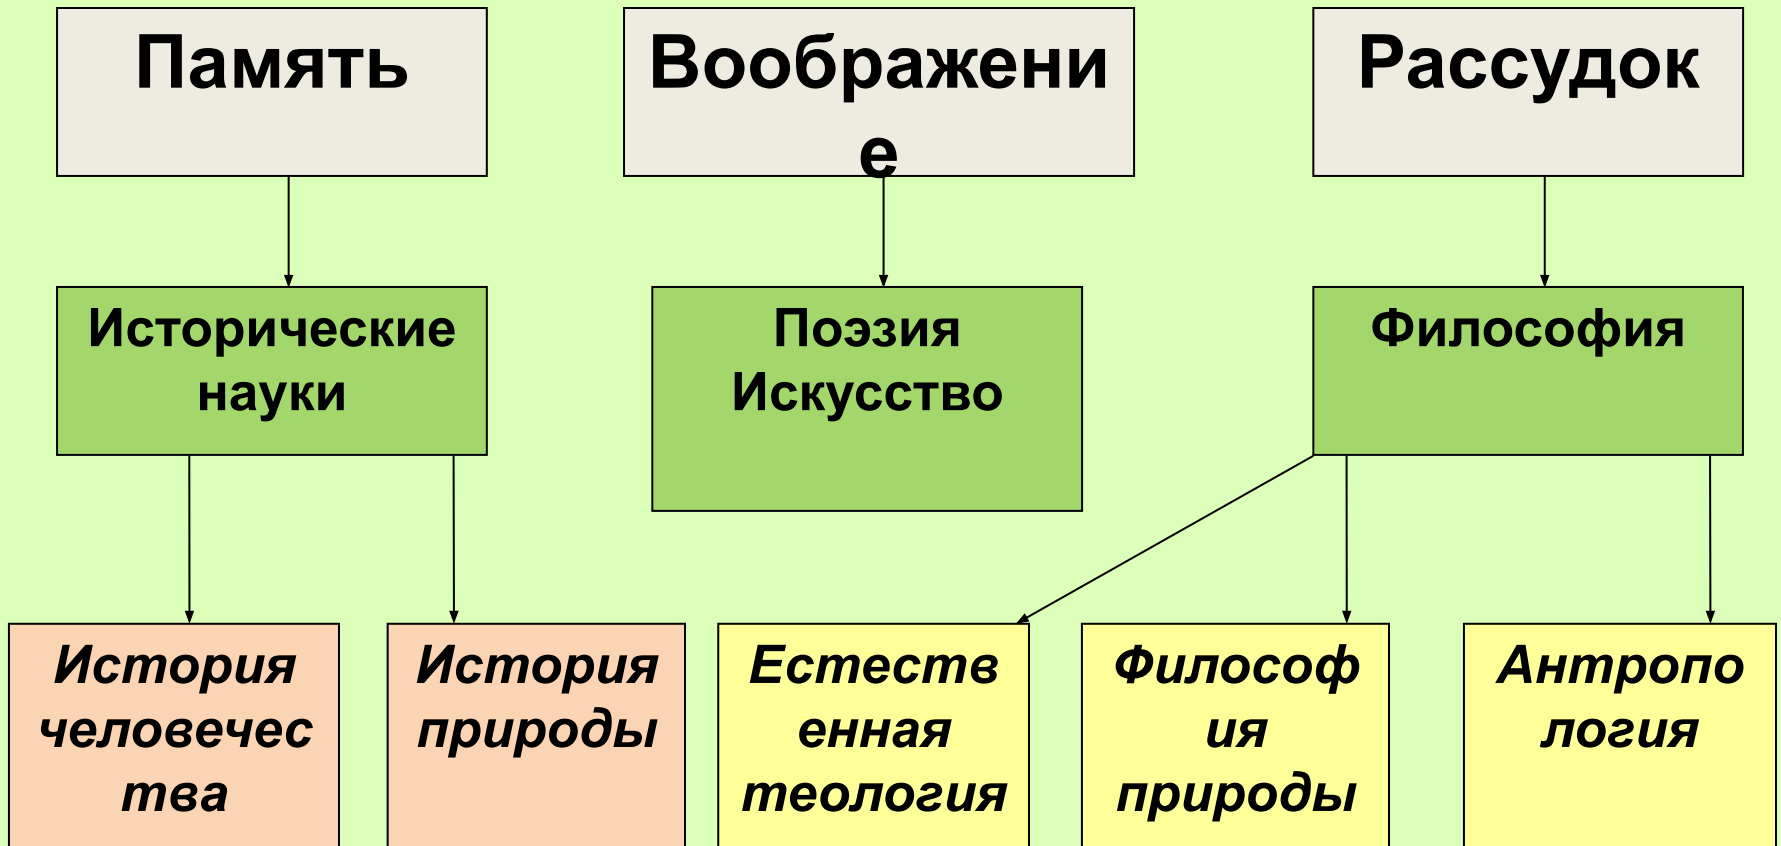 Память
Воображени
е
Рассудок
Исторические
науки
Поэзия
Искусство
Философия
История
человечес
тва
История
природы
Естеств
енная
теология
Философ
ия
природы
Антропо
логия